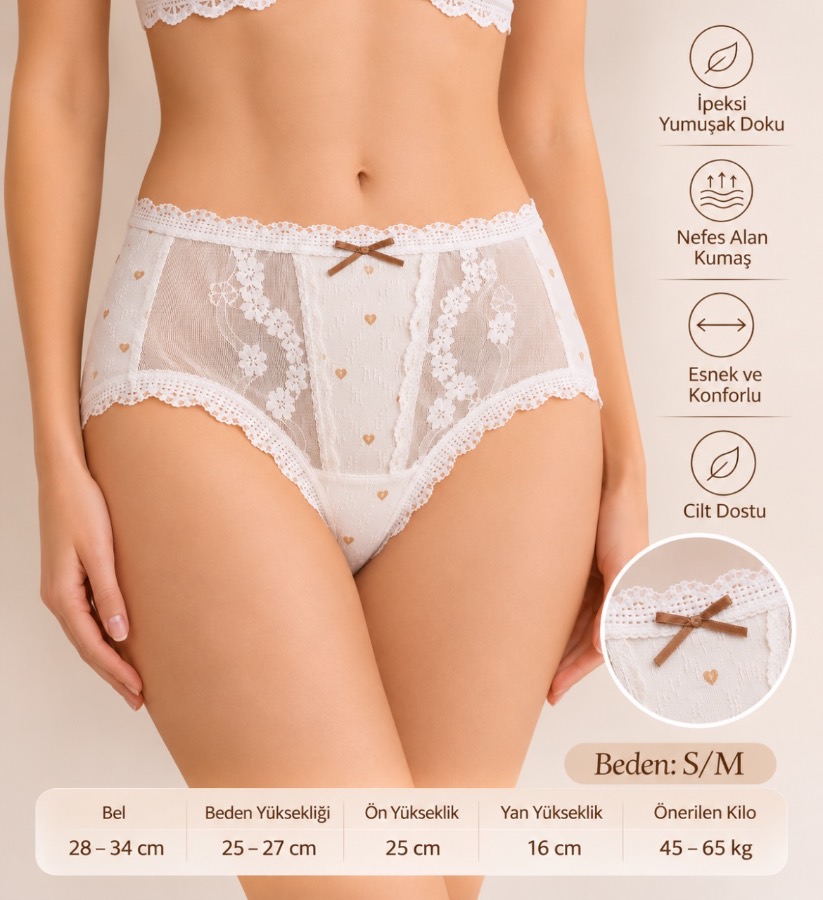 İpeksi
Yumuşak Doku
Nefes Alan
Kumaş
Esnek ve
Konforlu
Cilt Dostu
Beden: S/M
Bel
Beden Yüksekliği
Ön Yükseklik
Yan Yükseklik
Önerilen Kilo
28 – 34 cm
25 – 27 cm
25 cm
16 cm
45 – 65 kg